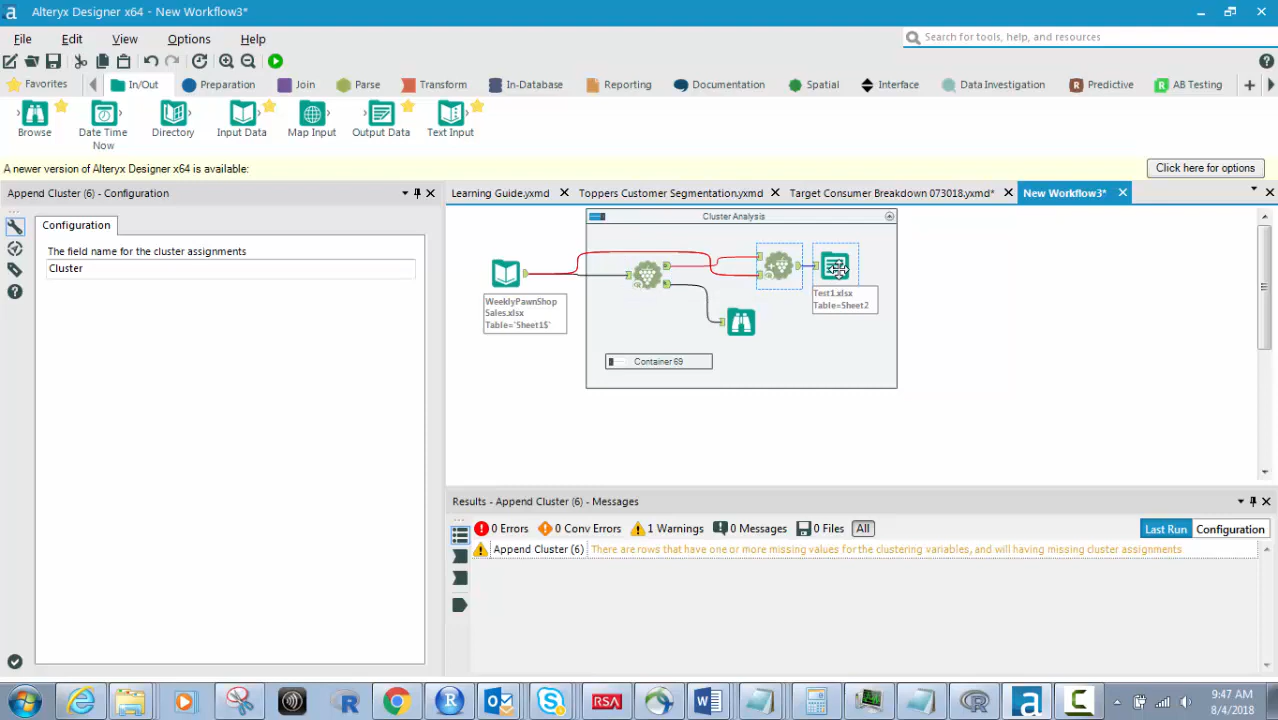 Alteryx Designer x64 - New Workflow3*
File Edit View Options Help
Search for tools, help, and resources
Favorites In/Out Preparation Join Parse Transform In-Database Reporting Documentation Spatial Interface Data Investigation Predictive AB Testing
Browse Date Time Now Directory Input Data Map Input Output Data Text Input
A newer version of Alteryx Designer x64 is available:
Click here for options
Append Cluster (6) - Configuration
Learning Guide.yxmd Toppers Customer Segmentation.yxmd Target Consumer Breakdown 073018.yxmd* New Workflow3*
Configuration
The field name for the cluster assignments
Cluster
Cluster Analysis
WeeklyPawnShop
Sales.xlsx
Table='Sheet1$'
Test1.xlsx
Table=Sheet2
Container 69
Results - Append Cluster (6) - Messages
0 Errors 0 Conv Errors 1 Warnings 0 Messages 0 Files All
Last Run Configuration
Append Cluster (6) There are rows that have one or more missing values for the clustering variables, and will having missing cluster assignments
RSA
9:47 AM
8/4/2018